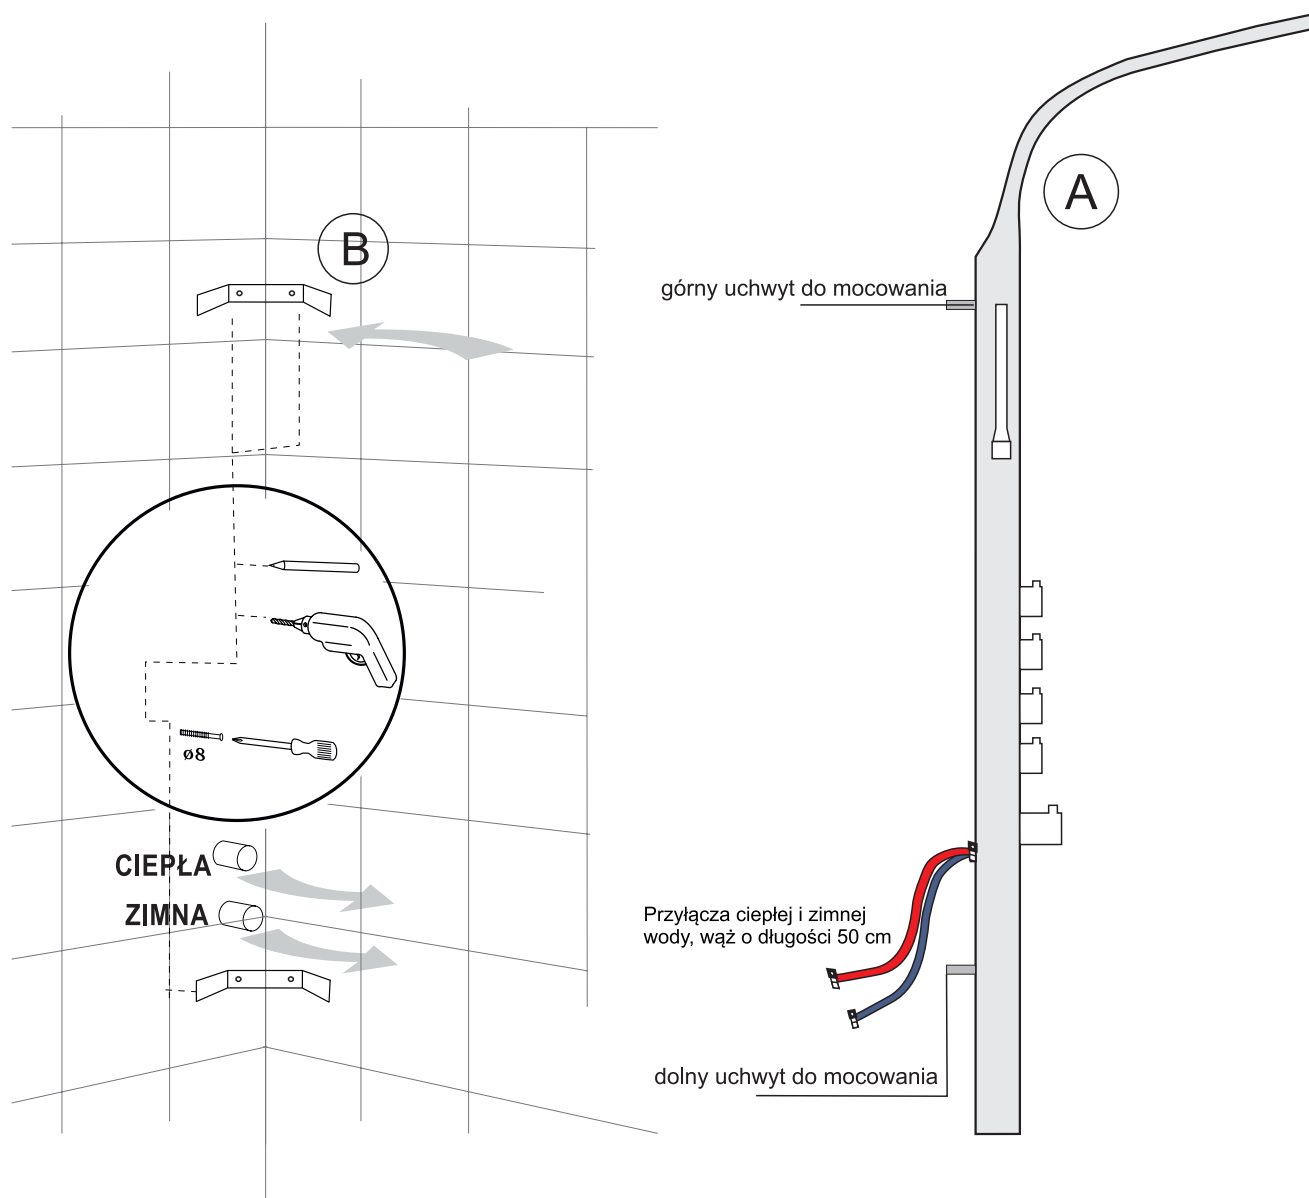 B
ø8
CIEPŁA
ZIMNA
A
górny uchwyt do mocowania
Przyłącza ciepłej i zimnej
wody, wąż o długości 50 cm
dolny uchwyt do mocowania